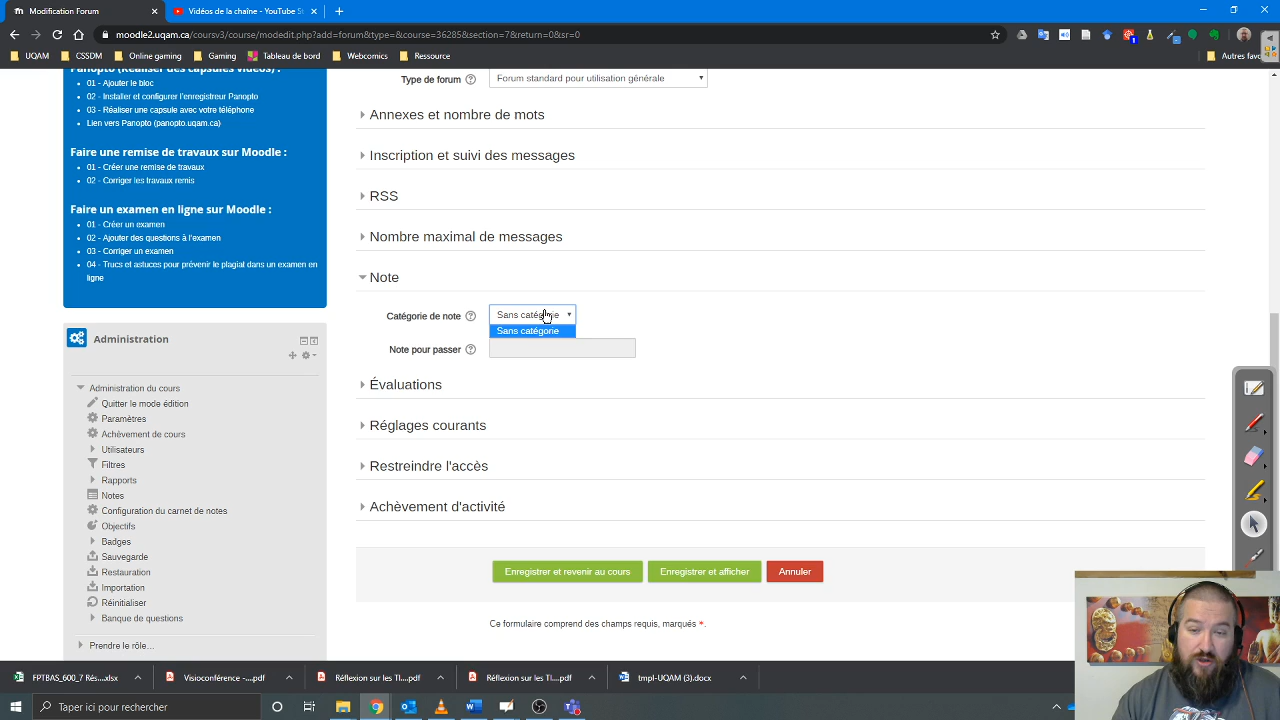 Modification Forum
Vidéos de la chaîne - YouTube St
moodle2.uqam.ca/coursv3/course/modedit.php?add=forum&type=&course=36285&section=7&return=0&sr=0
UQAM
CSSDM
Online gaming
Gaming
Tableau de bord
Webcomics
Ressource
Autres favo
Panopto (Réaliser des capsules vidéos) :
01 - Ajouter le bloc
02 - Installer et configurer l'enregistreur Panopto
03 - Réaliser une capsule avec votre téléphone
Lien vers Panopto (panopto.uqam.ca)
Faire une remise de travaux sur Moodle :
01 - Créer une remise de travaux
02 - Corriger les travaux remis
Faire un examen en ligne sur Moodle :
01 - Créer un examen
02 - Ajouter des questions à l'examen
03 - Corriger un examen
04 - Trucs et astuces pour prévenir le plagiat dans un examen en
ligne
Administration
Administration du cours
Quitter le mode édition
Paramètres
Achèvement de cours
Utilisateurs
Filtres
Rapports
Notes
Configuration du carnet de notes
Objectifs
Badges
Sauvegarde
Restauration
Importation
Réinitialiser
Banque de questions
Prendre le rôle...
Type de forum
Forum standard pour utilisation générale
Annexes et nombre de mots
Inscription et suivi des messages
RSS
Nombre maximal de messages
Note
Catégorie de note
Sans catégorie
Sans catégorie
Note pour passer
Évaluations
Réglages courants
Restreindre l'accès
Achèvement d'activité
Enregistrer et revenir au cours
Enregistrer et afficher
Annuler
Ce formulaire comprend des champs requis, marqués *.
FPTBAS_600_7 Rés....xlsx
Visioconférence -....pdf
Réflexion sur les TI....pdf
Réflexion sur les TI....pdf
tmpl-UQAM (3).docx
Taper ici pour rechercher